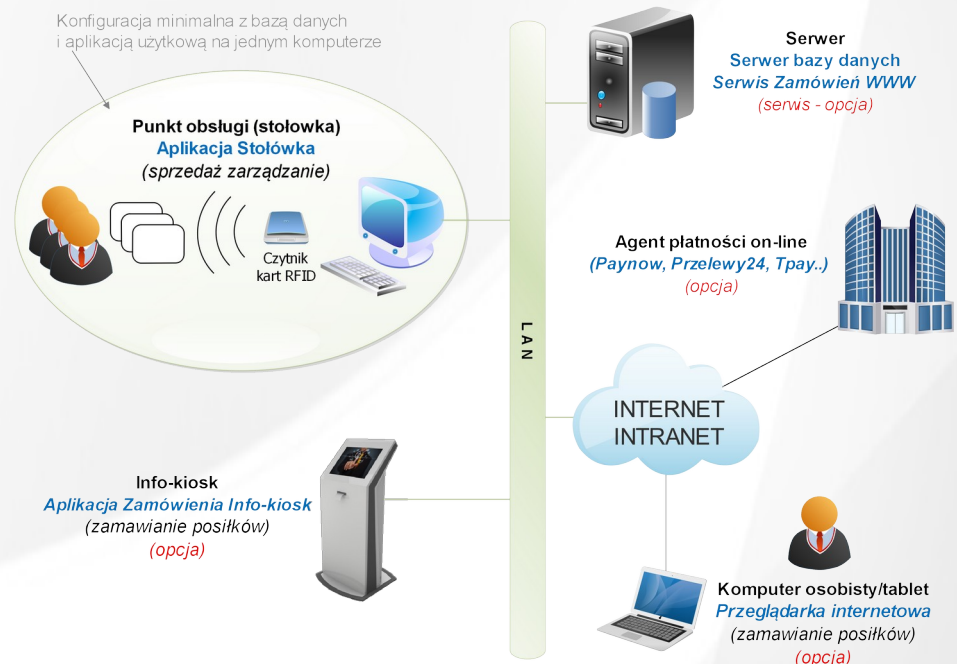 Konfiguracja minimalna z bazą danych
i aplikacją użytkową na jednym komputerze
Punkt obsługi (stołowka)
Aplikacja Stołówka
(sprzedaż zarządzanie)
Czytnik
kart RFID
Serwer
Serwer bazy danych
Serwis Zamówień WWW
(serwis - opcja)
Agent płatności on-line
(Paynow, Przelewy24, Tpay..)
(opcja)
LAN
INTERNET
INTRANET
Info-kiosk
Aplikacja Zamówienia Info-kiosk
(zamawianie posiłków)
(opcja)
Komputer osobisty/tablet
Przeglądarka internetowa
(zamawianie posiłków)
(opcja)